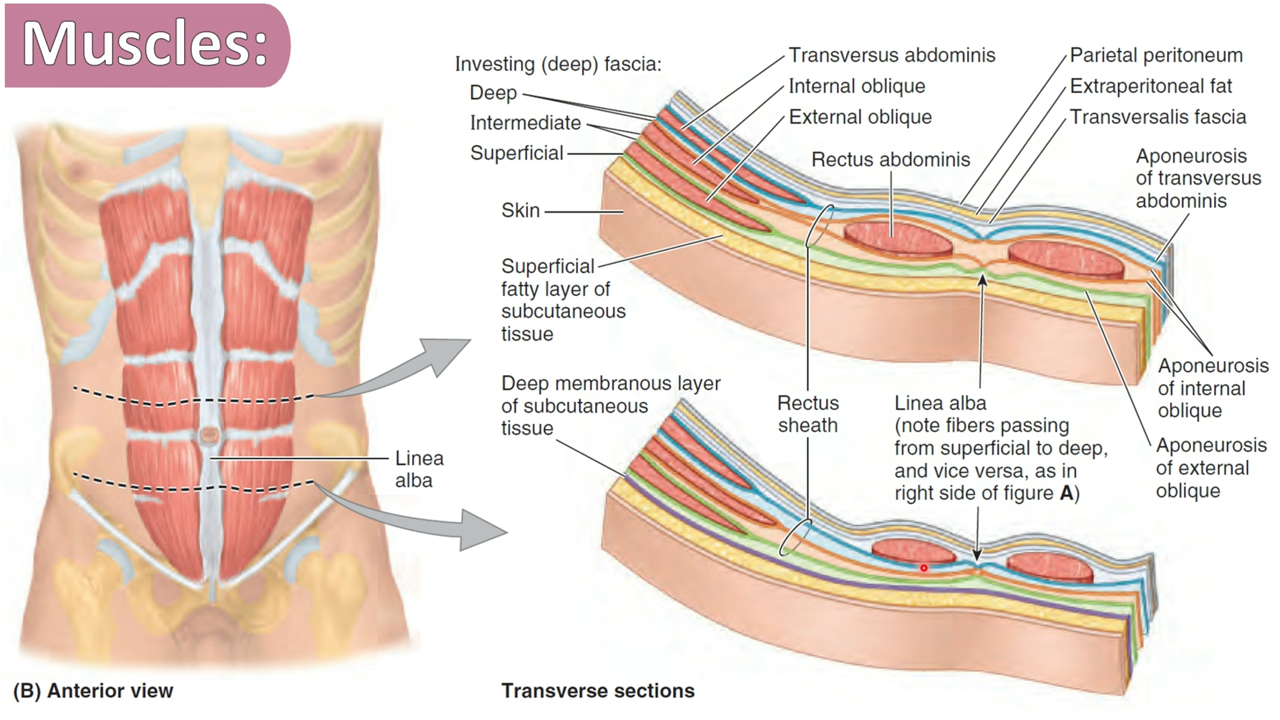 Muscles:
Investing (deep) fascia:
Deep
Intermediate
Superficial
Skin
Superficial
fatty layer of
subcutaneous
tissue
Deep membranous layer
of subcutaneous
tissue
Transversus abdominis
Internal oblique
External oblique
Rectus abdominis
Parietal peritoneum
Extraperitoneal fat
Transversalis fascia
Aponeurosis
of transversus
abdominis
Aponeurosis
of internal
oblique
Aponeurosis
of external
oblique
Rectus
sheath
Linea alba
(note fibers passing
from superficial to deep,
and vice versa, as in
right side of figure A)
Linea
alba
(B) Anterior view
Transverse sections